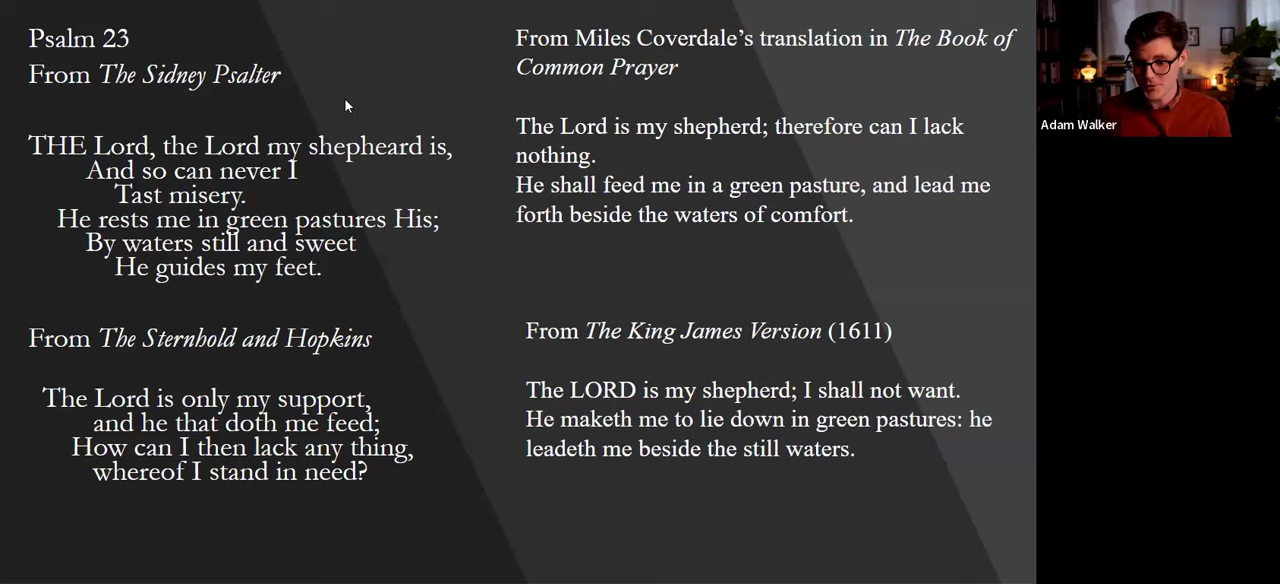 Psalm 23
From The Sidney Psalter
THE Lord, the Lord my shepheard is,
And so can never I
Tast misery.
He rests me in green pastures His;
By waters still and sweet
He guides my feet.
From The Sternhold and Hopkins
The Lord is only my support,
and he that doth me feed;
How can I then lack any thing,
whereof I stand in need?
From Miles Coverdale’s translation in The Book of
Common Prayer
The Lord is my shepherd; therefore can I lack
nothing.
He shall feed me in a green pasture, and lead me
forth beside the waters of comfort.
From The King James Version (1611)
The LORD is my shepherd; I shall not want.
He maketh me to lie down in green pastures: he
leadeth me beside the still waters.
Adam Walker